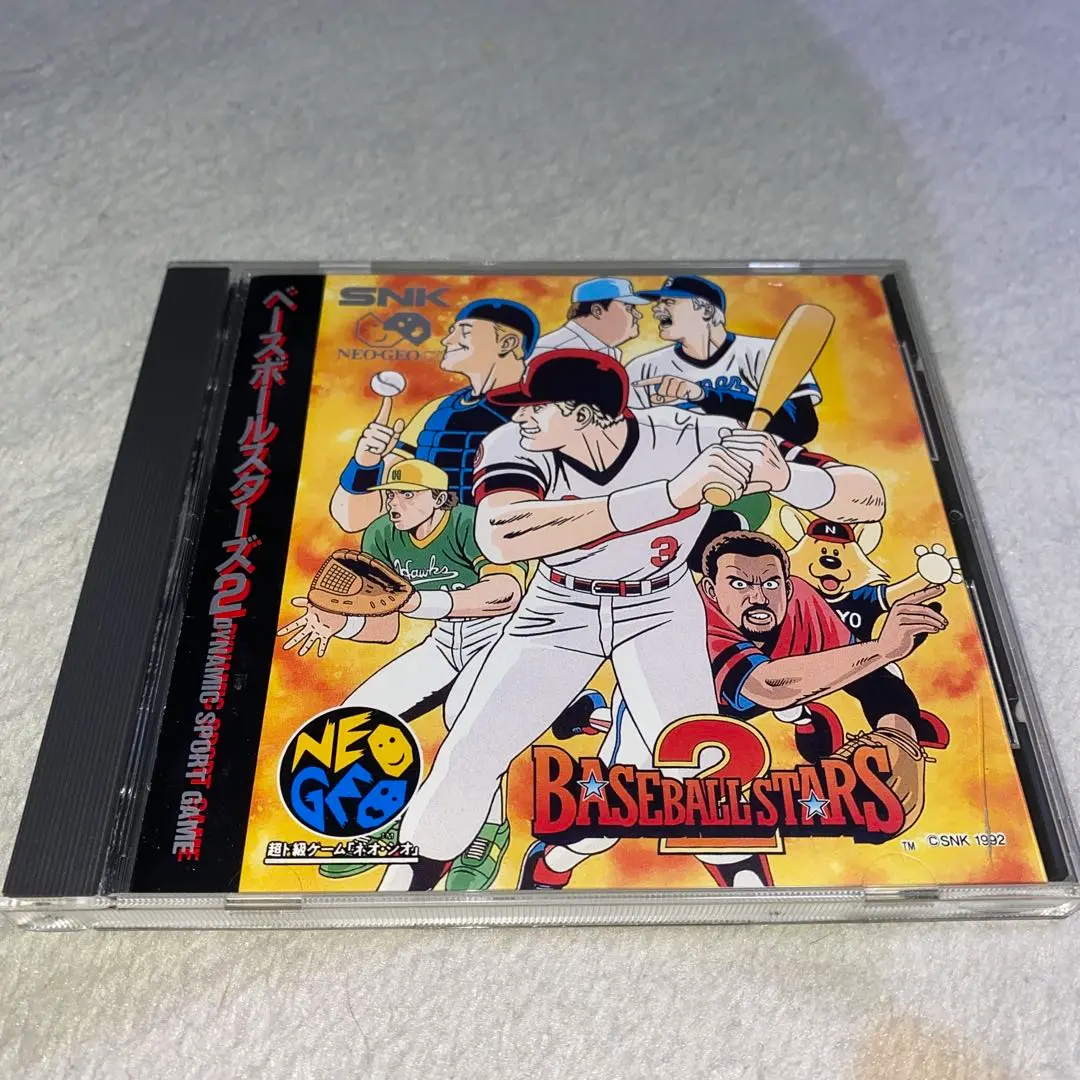 ベースボールスターズ2 DYNAMIC SPORT GAME
SNK
NEO•GEO CD
H
Hawks
3
N
YO
NEO
GEO
超ド級ゲーム「ネオ・ジオ」
2
BASEBALL STARS
™ ©SNK 1992